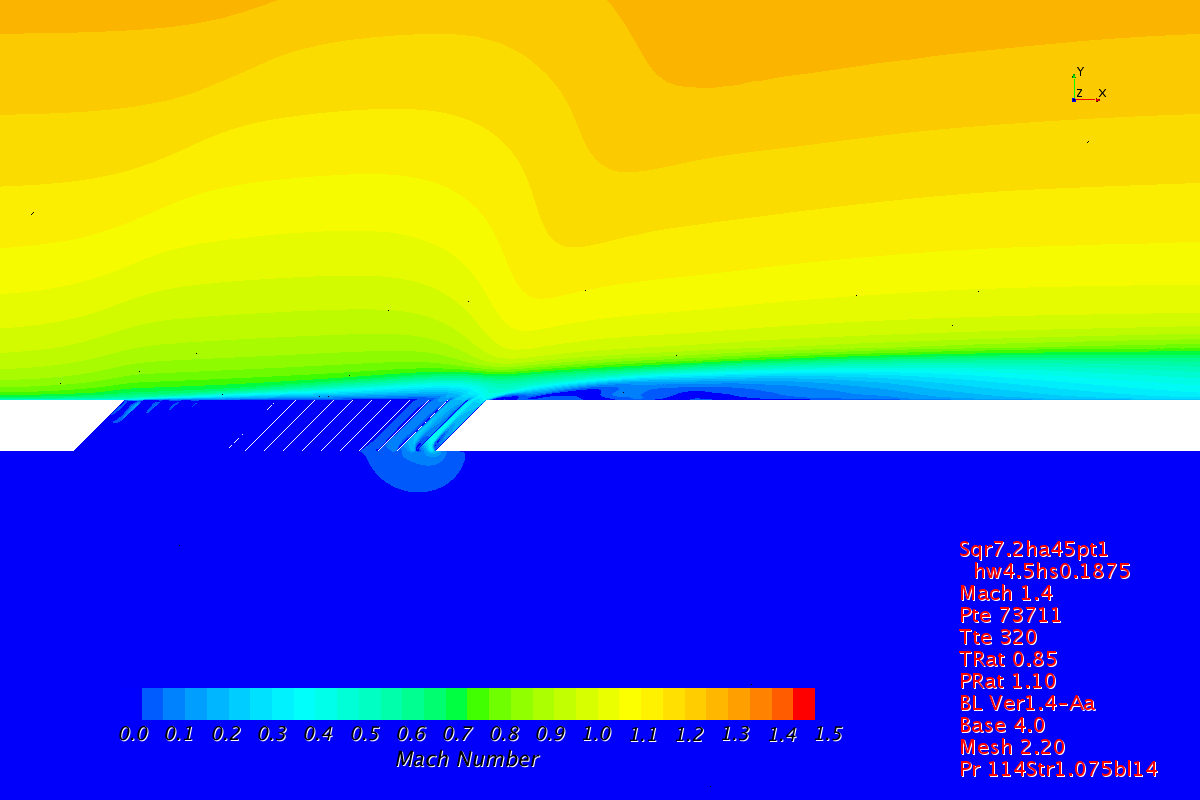 Y
Z X
Sqr7.2ha45pt1
hw4.5hs0.1875
Mach 1.4
Pte 73711
Tte 320
TRat 0.85
PRat 1.10
BL Ver1.4-Aa
Base 4.0
Mesh 2.20
Pr 114Str1.075bl14
0.0 0.1 0.2 0.3 0.4 0.5 0.6 0.7 0.8 0.9 1.0 1.1 1.2 1.3 1.4 1.5
Mach Number